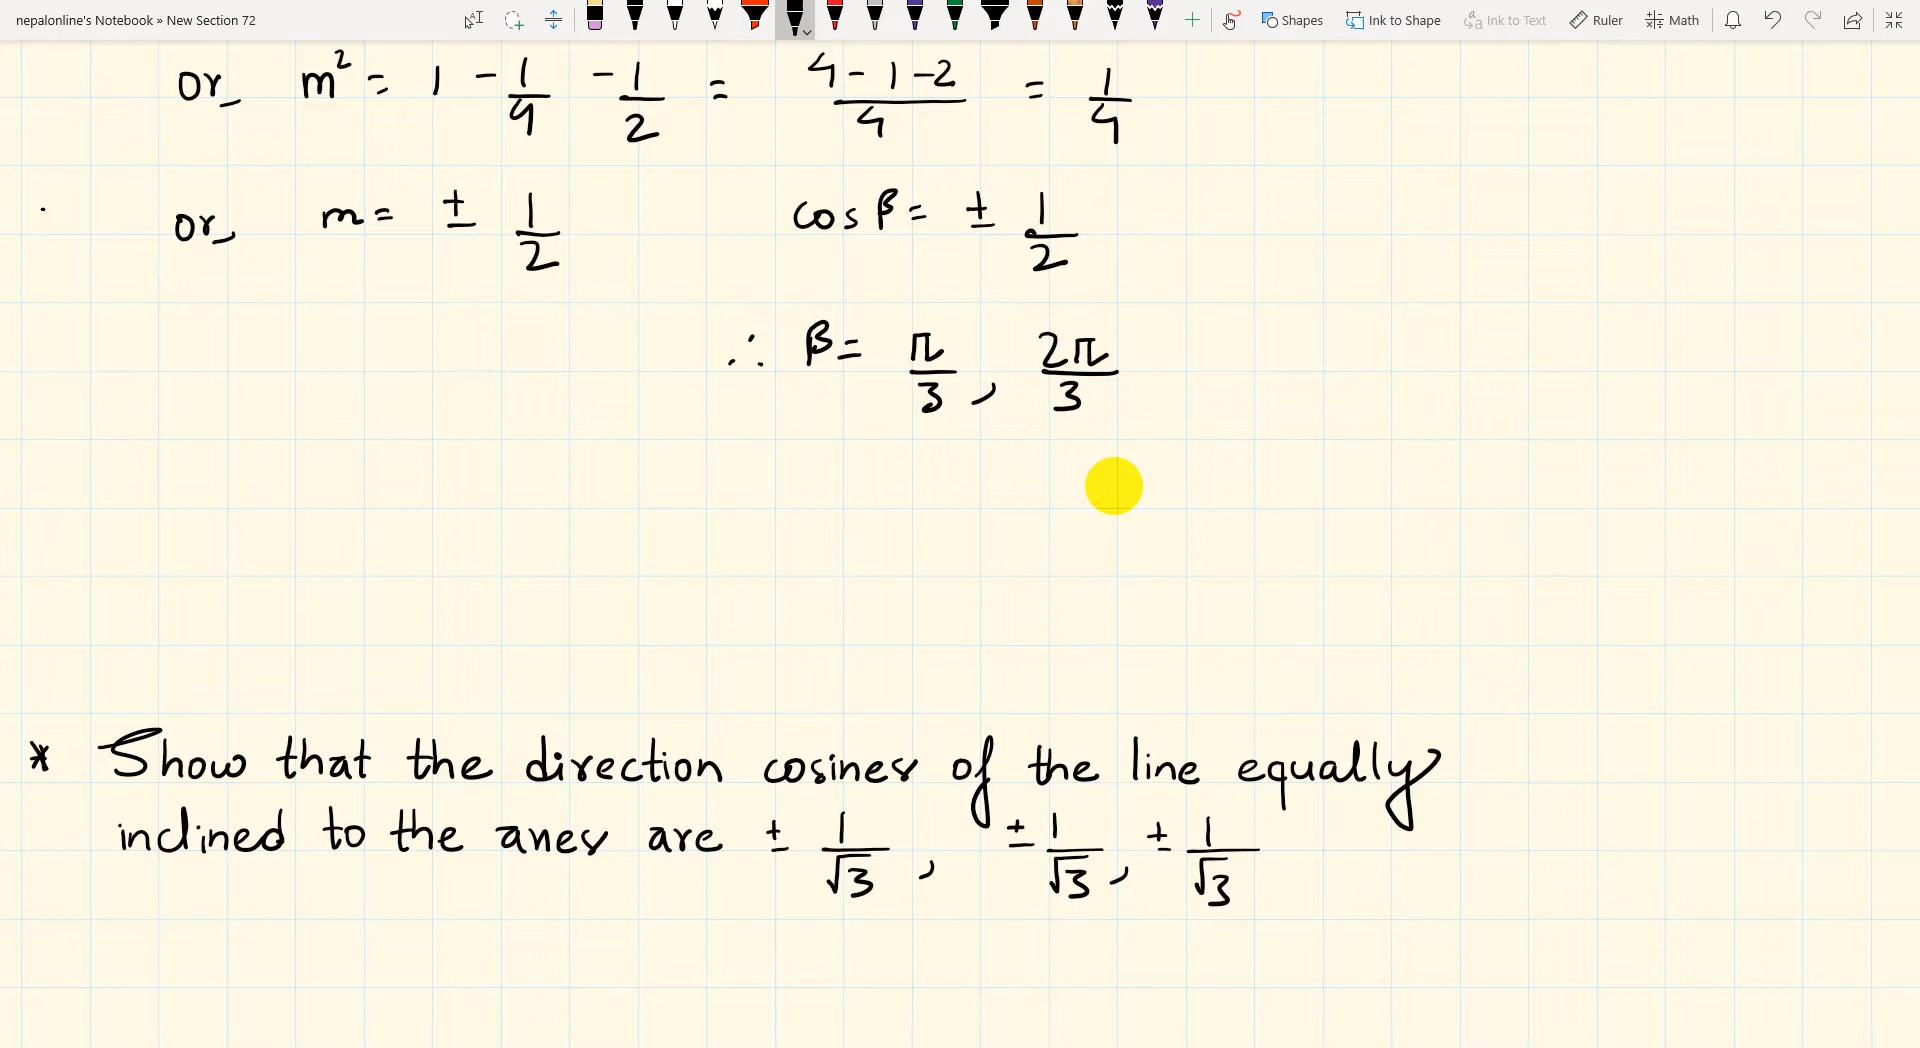 nepalonline's Notebook » New Section 72
Shapes Ink to Shape Ink to Text Ruler Math
or, m² = 1 - 1/4 - 1/2 = (4 - 1 - 2)/4 = 1/4
or, m = ± 1/2 cos β = ± 1/2
∴ β = π/3, 2π/3
* Show that the direction cosines of the line equally
inclined to the axes are ± 1/√3, ± 1/√3, ± 1/√3